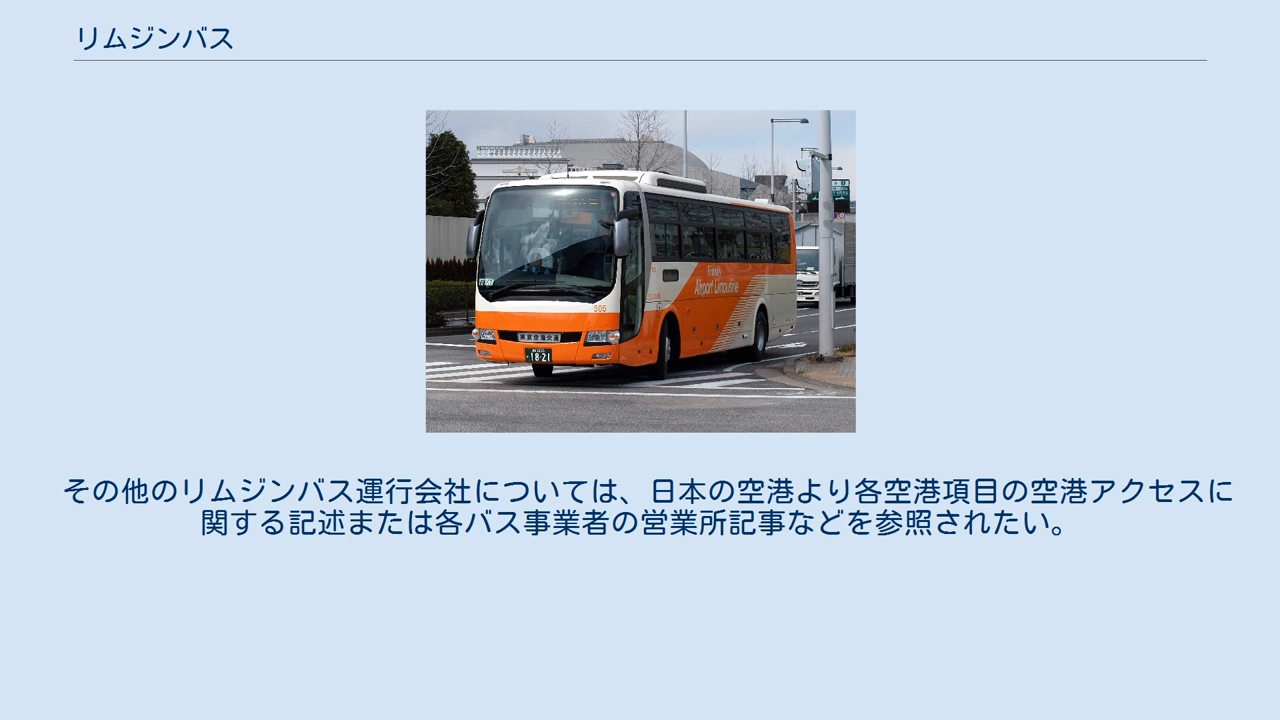 リムジンバス
Friendly
Airport Limousine
505
東京空港交通
18-21
その他のリムジンバス運行会社については、日本の空港より各空港項目の空港アクセスに
関する記述または各バス事業者の営業所記事などを参照されたい。